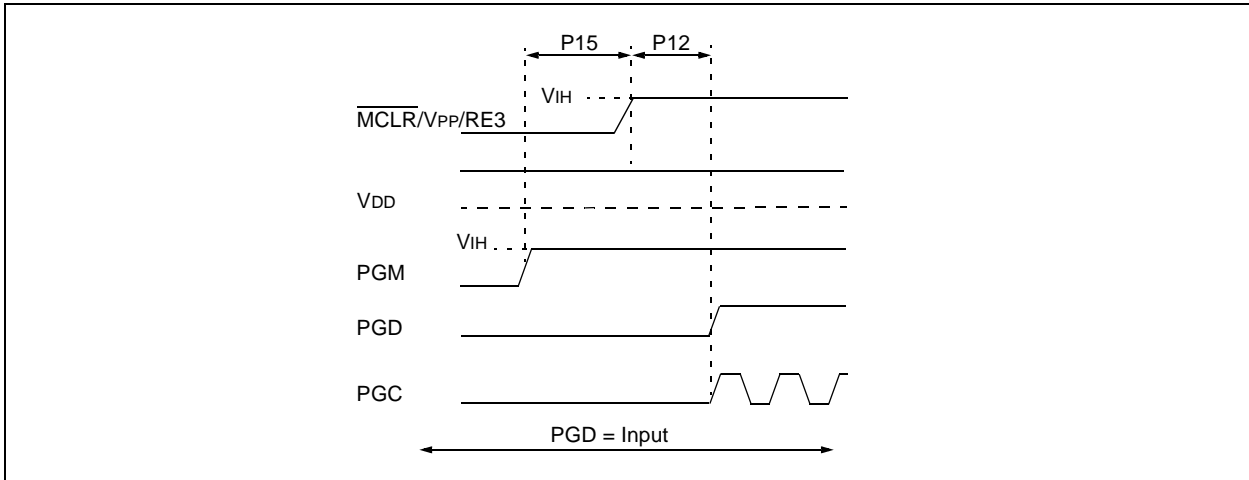 P15 P12
VIH
MCLR/VPP/RE3
VDD
VIH
PGM
PGD
PGC
PGD = Input